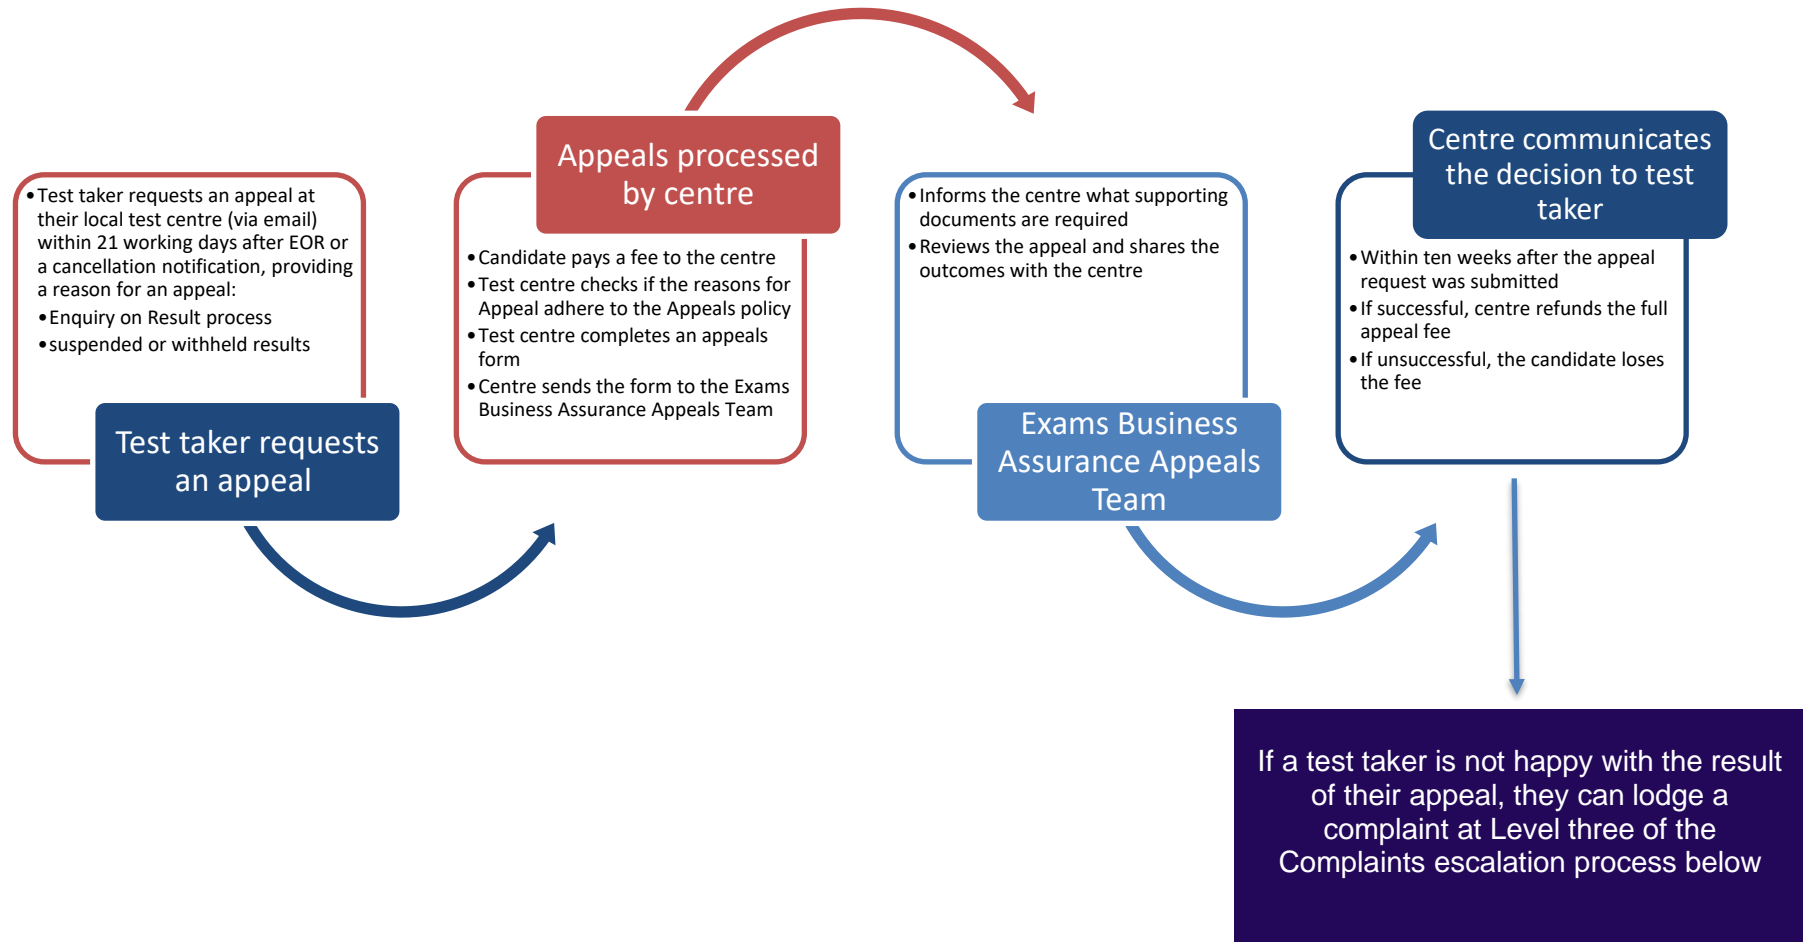 •Test taker requests an appeal at
their local test centre (via email)
within 21 working days after EOR or
a cancellation notification, providing
a reason for an appeal:
•Enquiry on Result process
•suspended or withheld results
Test taker requests
an appeal
Appeals processed
by centre
•Candidate pays a fee to the centre
•Test centre checks if the reasons for
Appeal adhere to the Appeals policy
•Test centre completes an appeals
form
•Centre sends the form to the Exams
Business Assurance Appeals Team
•Informs the centre what supporting
documents are required
•Reviews the appeal and shares the
outcomes with the centre
Exams Business
Assurance Appeals
Team
Centre communicates
the decision to test
taker
•Within ten weeks after the appeal
request was submitted
•If successful, centre refunds the full
appeal fee
•If unsuccessful, the candidate loses
the fee
If a test taker is not happy with the result
of their appeal, they can lodge a
complaint at Level three of the
Complaints escalation process below